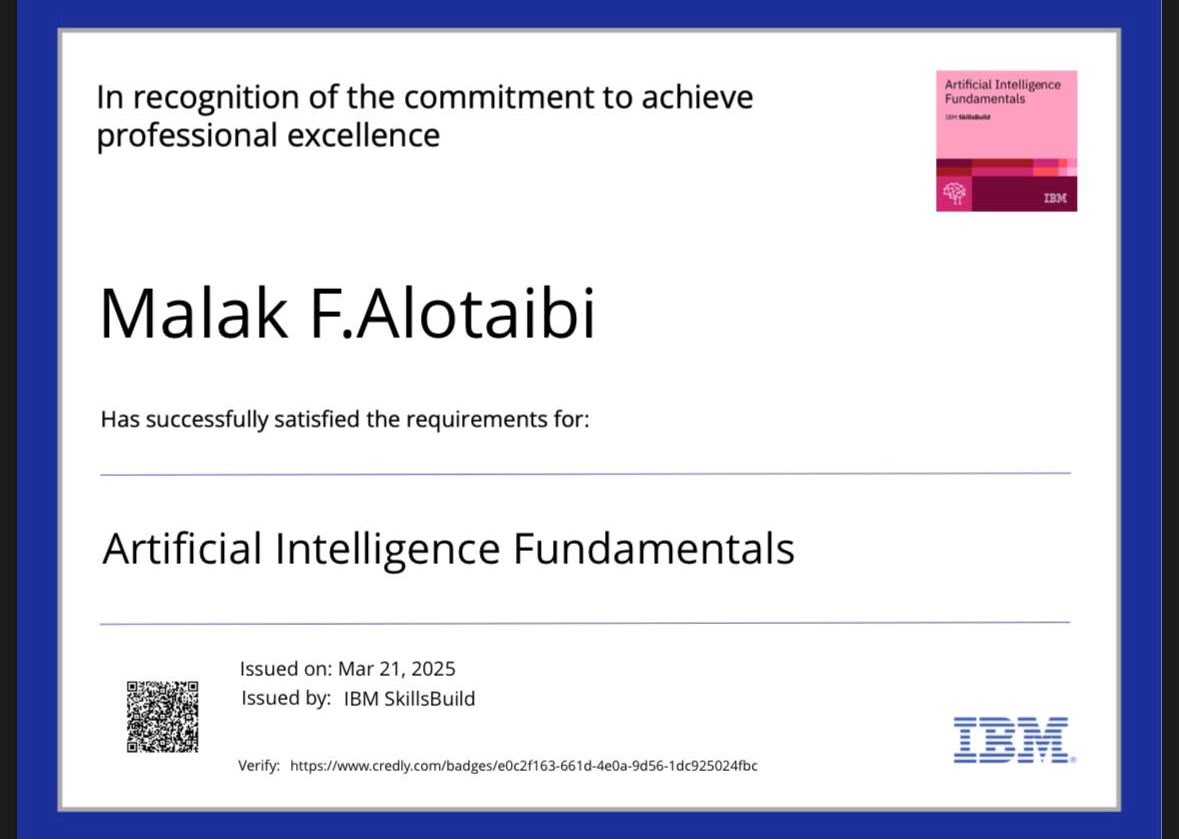 In recognition of the commitment to achieve
professional excellence
Artificial Intelligence
Fundamentals
IBM SkillsBuild
IBM
Malak F.Alotaibi
Has successfully satisfied the requirements for:
Artificial Intelligence Fundamentals
Issued on: Mar 21, 2025
Issued by: IBM SkillsBuild
Verify: https://www.credly.com/badges/e0c2f163-661d-4e0a-9d56-1dc925024fbc
IBM®